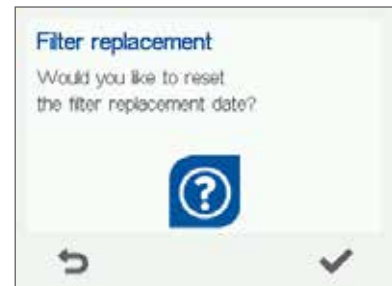 Filter replacement
Would you like to reset
the filter replacement date?